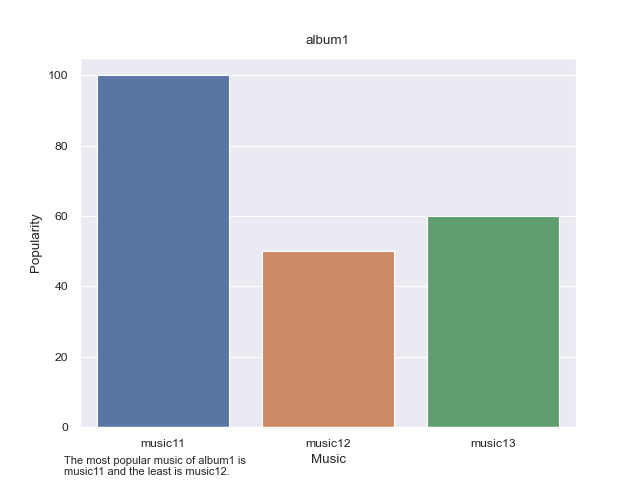 album1
100
80
60
40
20
0
Popularity
music11
music12
music13
Music
The most popular music of album1 is
music11 and the least is music12.